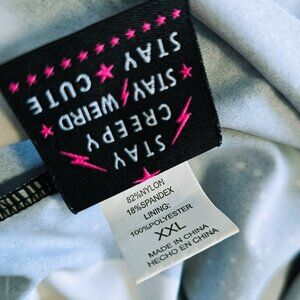 STAY
CREEPY
STAY WEIRD
STAY
CUTE
82%NYLON
18%SPANDEX
LINING:
100%POLYESTER
XXL
MADE IN CHINA
HECHO EN CHINA